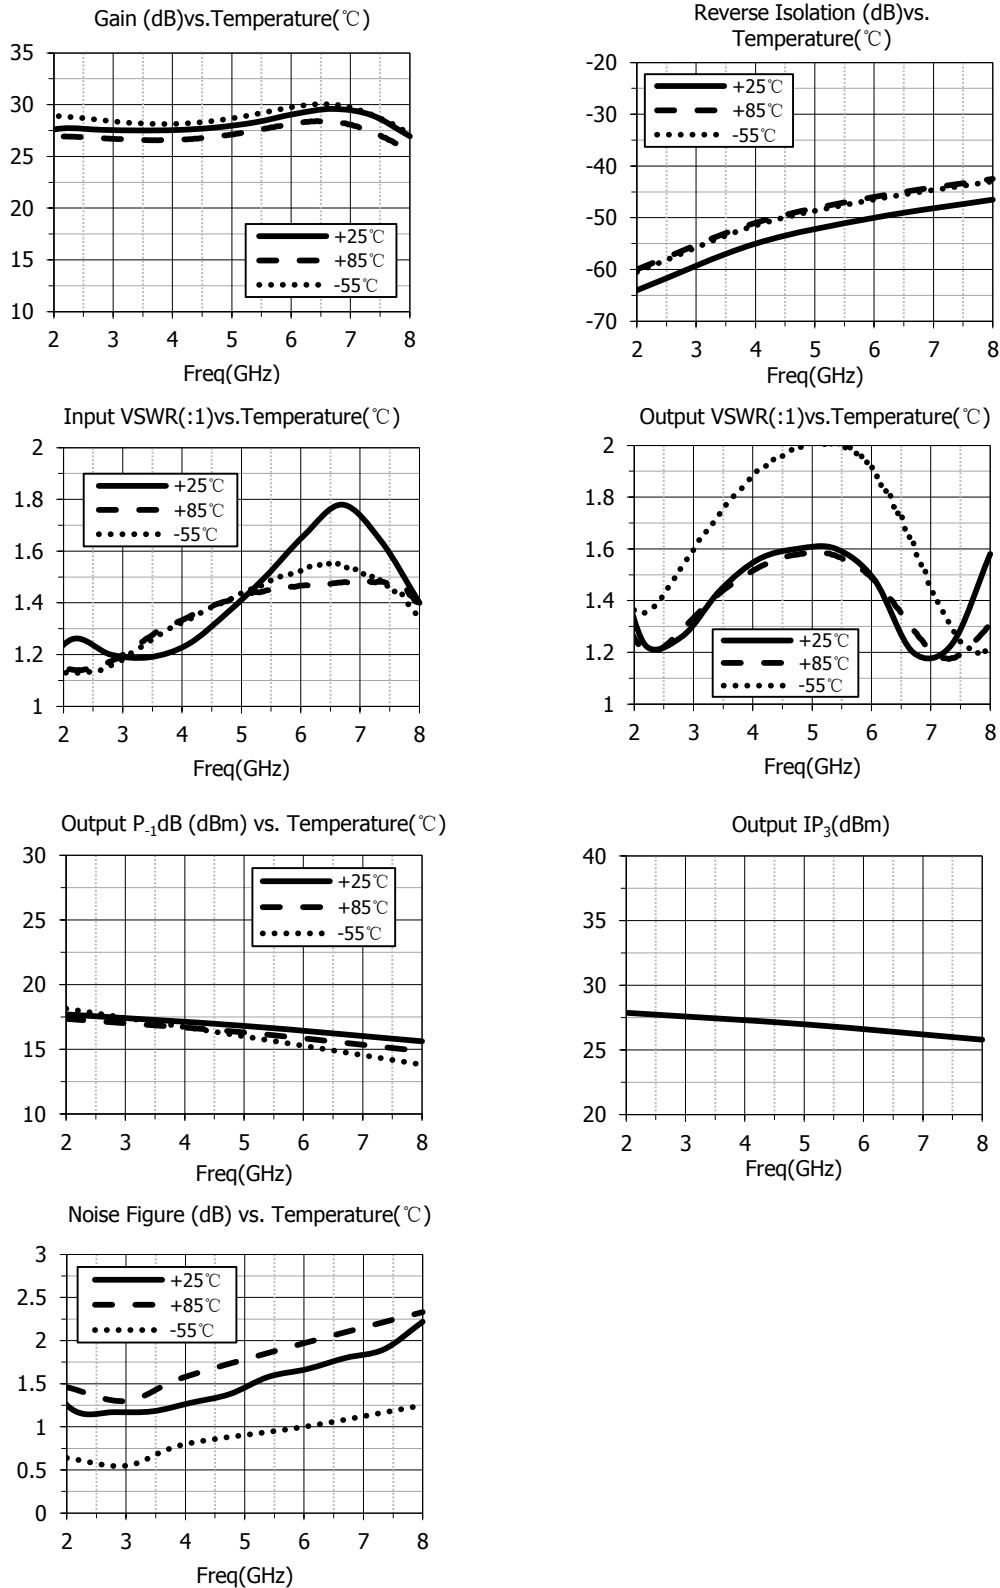 Gain (dB)vs.Temperature(℃)
35
30
25
20
15
10
+25℃
+85℃
-55℃
2 3 4 5 6 7 8
Freq(GHz)
Reverse Isolation (dB)vs.
Temperature(℃)
-20
-30
-40
-50
-60
-70
+25℃
+85℃
-55℃
2 3 4 5 6 7 8
Freq(GHz)
Input VSWR(:1)vs.Temperature(℃)
2
1.8
1.6
1.4
1.2
1
+25℃
+85℃
-55℃
2 3 4 5 6 7 8
Freq(GHz)
Output VSWR(:1)vs.Temperature(℃)
2
1.8
1.6
1.4
1.2
1
+25℃
+85℃
-55℃
2 3 4 5 6 7 8
Freq(GHz)
Output P-1dB (dBm) vs. Temperature(℃)
30
25
20
15
10
+25℃
+85℃
-55℃
2 3 4 5 6 7 8
Freq(GHz)
Output IP3(dBm)
40
35
30
25
20
2 3 4 5 6 7 8
Freq(GHz)
Noise Figure (dB) vs. Temperature(℃)
3
2.5
2
1.5
1
0.5
0
+25℃
+85℃
-55℃
2 3 4 5 6 7 8
Freq(GHz)